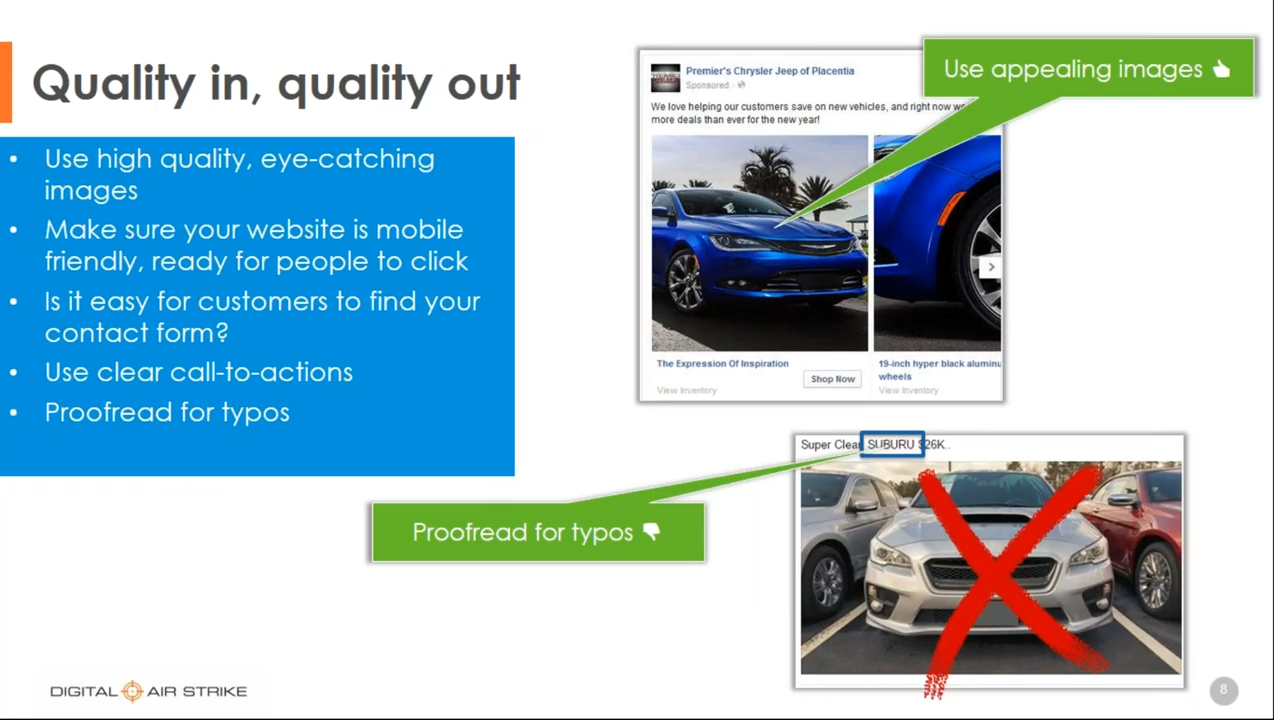 Quality in, quality out
• Use high quality, eye-catching
images
• Make sure your website is mobile
friendly, ready for people to click
• Is it easy for customers to find your
contact form?
• Use clear call-to-actions
• Proofread for typos
Use appealing images
Premier's Chrysler Jeep of Placentia
Sponsored
We love helping our customers save on new vehicles, and right now
more deals than ever for the new year!
The Expression Of Inspiration
View Inventory
Shop Now
19-inch hyper black
wheels
View Inventory
Super SUBURU $26K..
Proofread for typos
DIGITAL AIR STRIKE
8